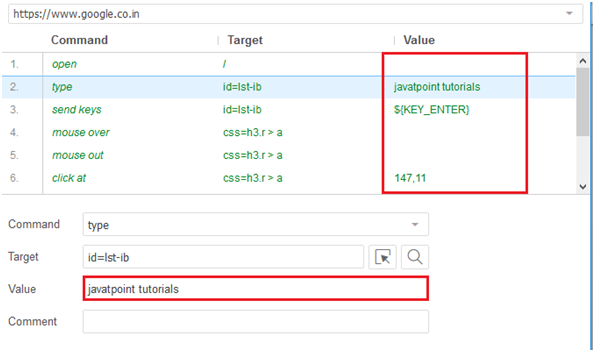 https://www.google.co.in
Command Target Value
1. open /
2. type id=lst-ib javatpoint tutorials
3. send keys id=lst-ib ${KEY_ENTER}
4. mouse over css=h3.r > a
5. mouse out css=h3.r > a
6. click at css=h3.r > a 147,11
Command type
Target id=lst-ib
Value javatpoint tutorials
Comment